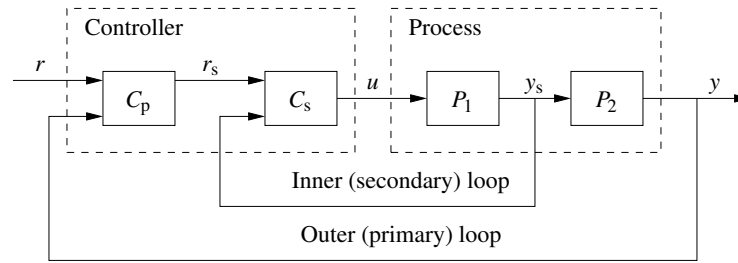 Controller
Process
r
r_s
u
y_s
y
C_p
C_s
P_1
P_2
Inner (secondary) loop
Outer (primary) loop